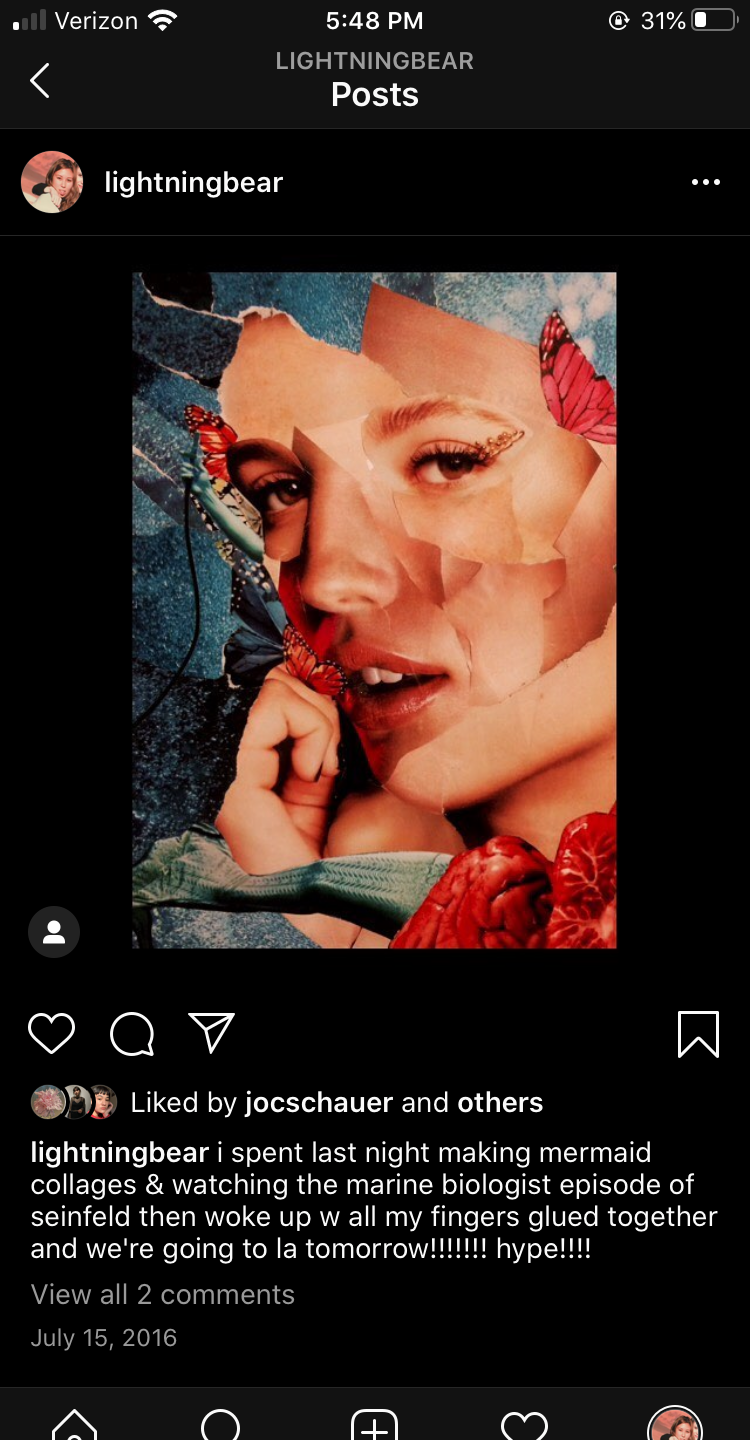 Verizon 5:48 PM 31%
LIGHTNINGBEAR
Posts
lightningbear
Liked by jocschauer and others
lightningbear i spent last night making mermaid
collages & watching the marine biologist episode of
seinfeld then woke up w all my fingers glued together
and we're going to la tomorrow!!!!!!! hype!!!!
View all 2 comments
July 15, 2016